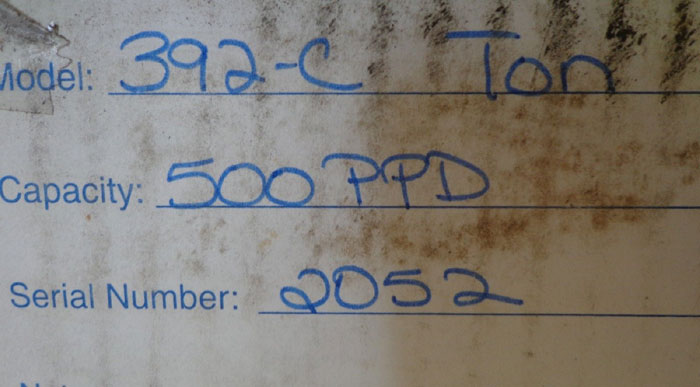 Model: 392-C Ton
Capacity: 500 PPD
Serial Number: 2052